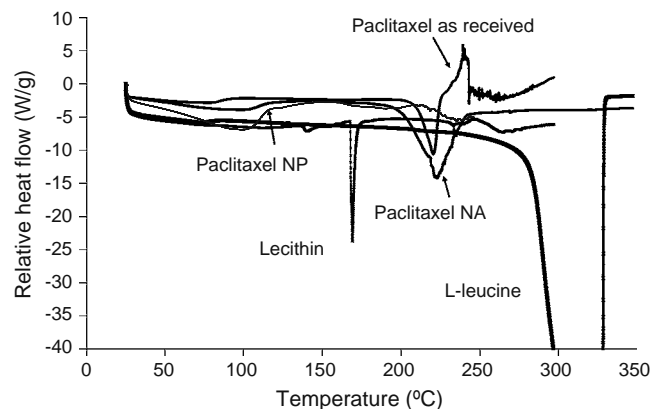 Relative heat flow (W/g)
10
5
0
-5
-10
-15
-20
-25
-30
-35
-40
Paclitaxel as received
Paclitaxel NP
Paclitaxel NA
Lecithin
L-leucine
0 50 100 150 200 250 300 350
Temperature (ºC)